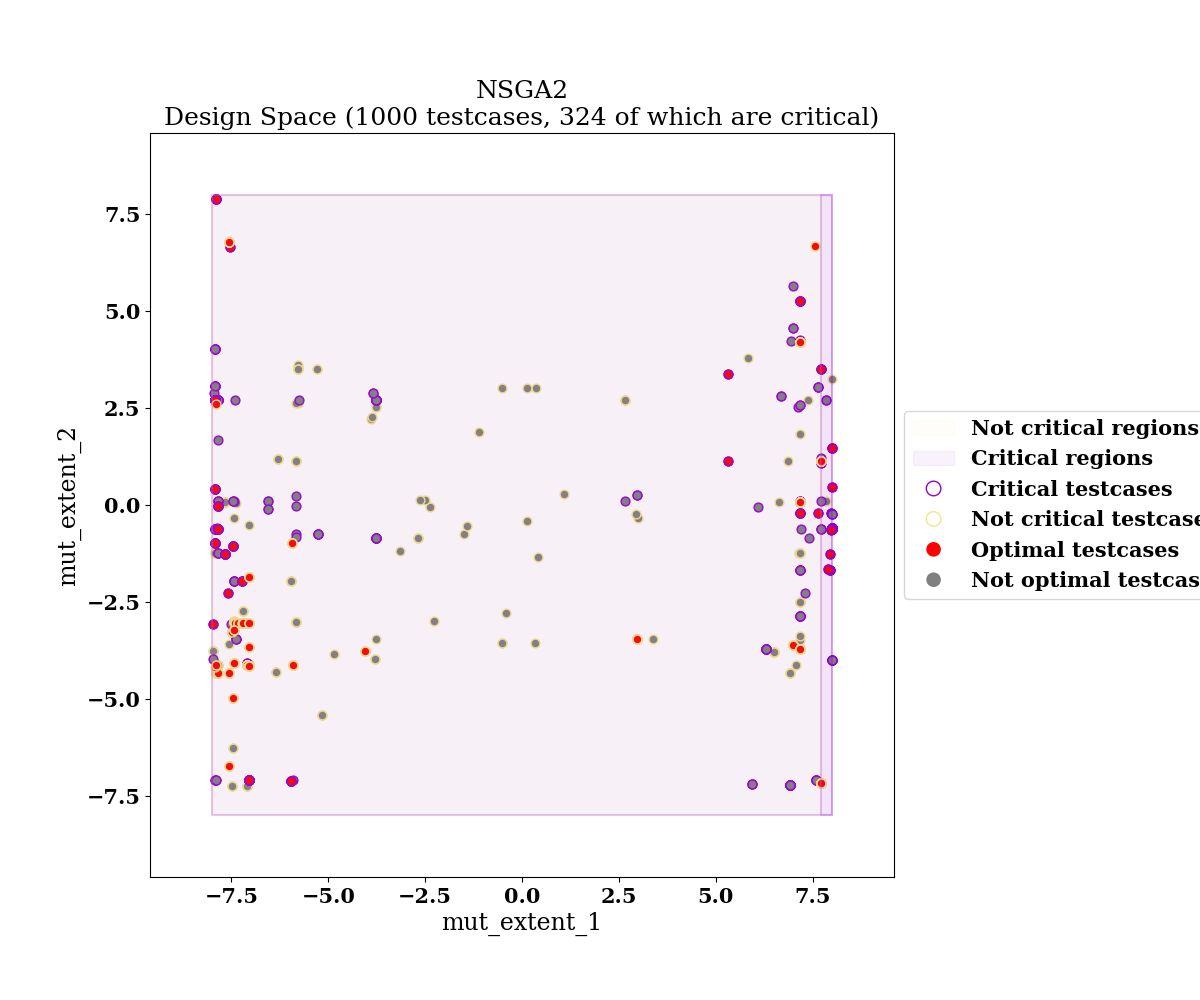 NSGA2
Design Space (1000 testcases, 324 of which are critical)
7.5
5.0
2.5
0.0
−2.5
−5.0
−7.5
mut_extent_2
−7.5
−5.0
−2.5
0.0
2.5
5.0
7.5
mut_extent_1
Not critical regions
Critical regions
Critical testcases
Not critical testcase
Optimal testcases
Not optimal testcas